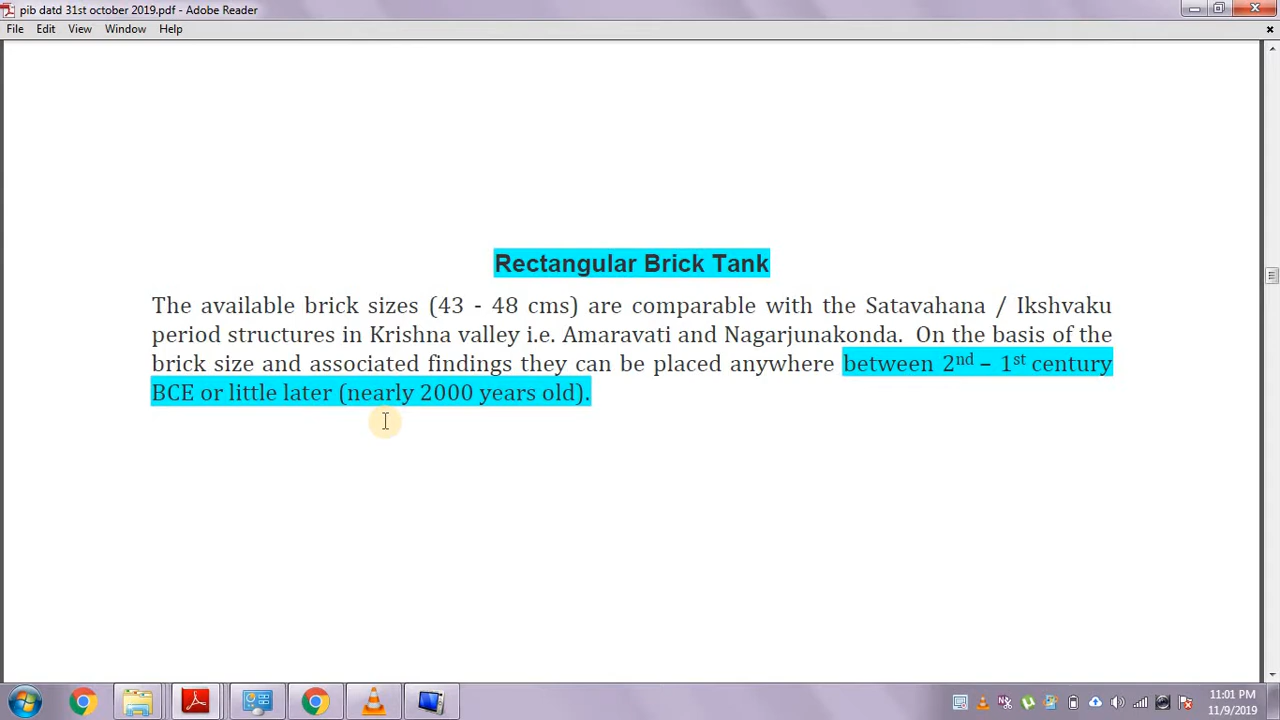 pib datd 31st october 2019.pdf - Adobe Reader
File Edit View Window Help
Rectangular Brick Tank
The available brick sizes (43 - 48 cms) are comparable with the Satavahana / Ikshvaku
period structures in Krishna valley i.e. Amaravati and Nagarjunakonda. On the basis of the
brick size and associated findings they can be placed anywhere between 2nd – 1st century
BCE or little later (nearly 2000 years old).
11:01 PM
11/9/2019